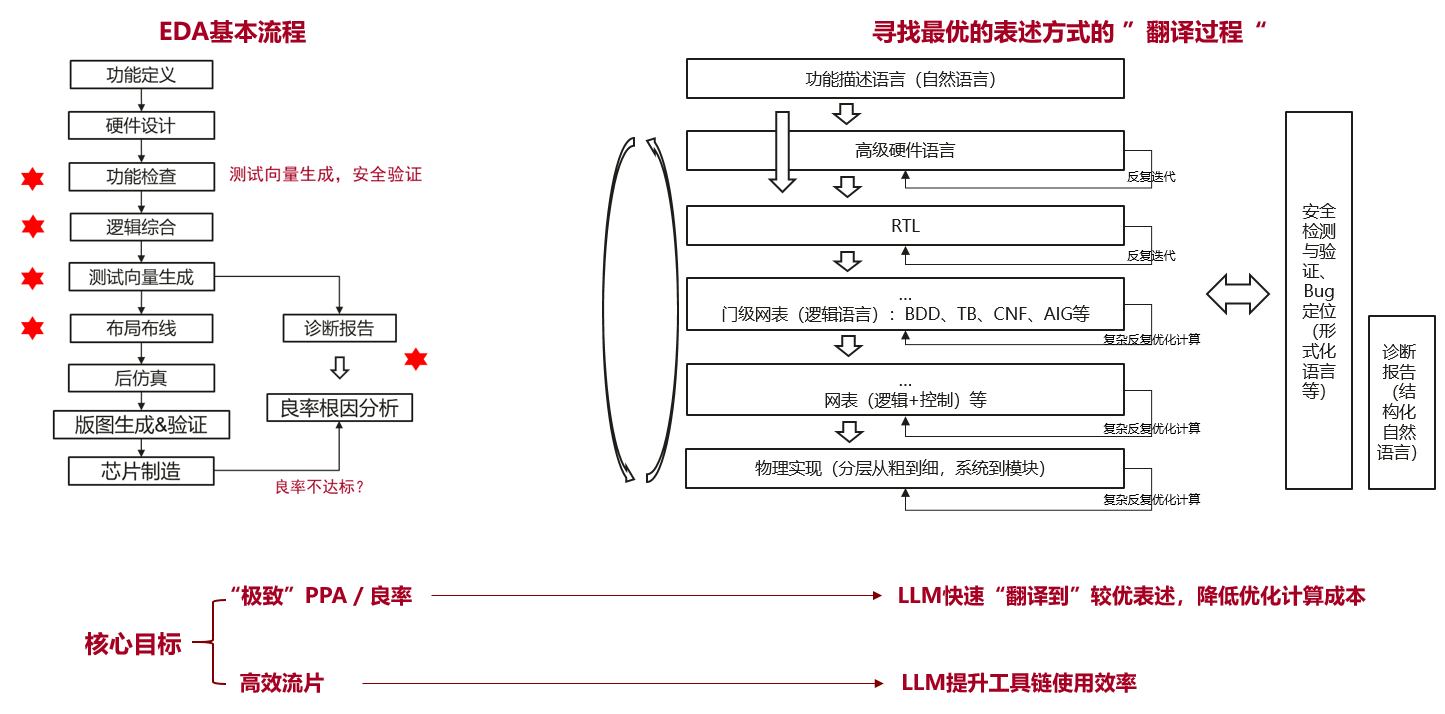 EDA基本流程
功能定义
硬件设计
功能检查
测试向量生成，安全验证
逻辑综合
测试向量生成
布局布线
诊断报告
后仿真
良率根因分析
版图生成&验证
芯片制造
良率不达标？
寻找最优的表述方式的 ”翻译过程“
功能描述语言（自然语言）
高级硬件语言
反复迭代
RTL
反复迭代
...
门级网表（逻辑语言）：BDD、TB、CNF、AIG等
复杂反复优化计算
...
网表（逻辑+控制）等
复杂反复优化计算
物理实现（分层从粗到细，系统到模块）
复杂反复优化计算
安全
检测
与验
证、
Bug
定位
（形
式化
语言
等）
诊断
报告
（结
构化
自然
语言）
核心目标
“极致”PPA / 良率
LLM快速“翻译到”较优表述，降低优化计算成本
高效流片
LLM提升工具链使用效率